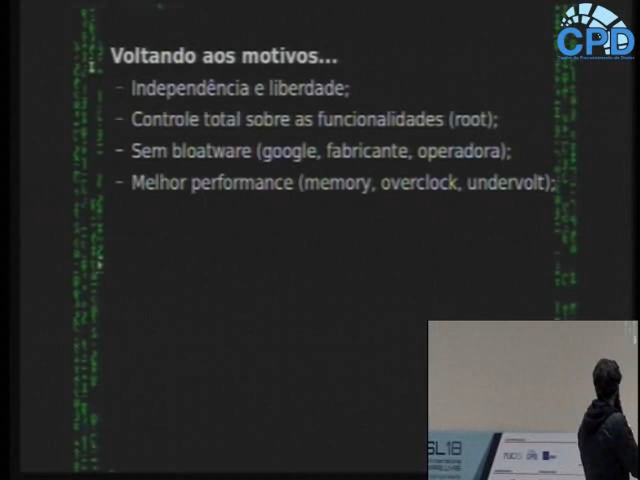 CPD
Voltando aos motivos...
– Independência e liberdade;
– Controle total sobre as funcionalidades (root);
– Sem bloatware (google, fabricante, operadora);
– Melhor performance (memory, overclock, undervolt);
SL18